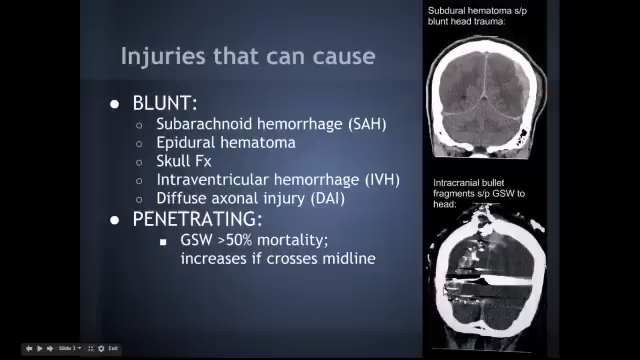 Injuries that can cause
● BLUNT:
○ Subarachnoid hemorrhage (SAH)
○ Epidural hematoma
○ Skull Fx
○ Intraventricular hemorrhage (IVH)
○ Diffuse axonal injury (DAI)
● PENETRATING:
■ GSW >50% mortality;
increases if crosses midline
Subdural hematoma s/p
blunt head trauma:
Intracranial bullet
fragments s/p GSW to
head:
Slide 3
Exit